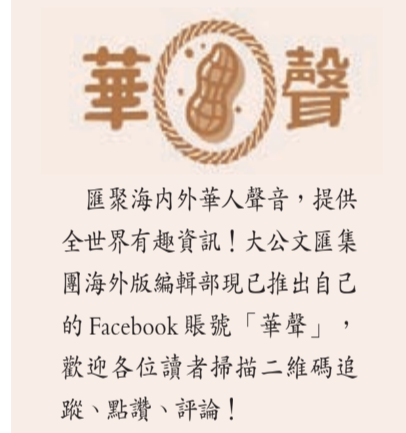 華聲
匯聚海內外華人聲音，提供
全世界有趣資訊！大公文匯集
團海外版編輯部現已推出自己
的 Facebook 賬號「華聲」，
歡迎各位讀者掃描二維碼追
蹤、點讚、評論！